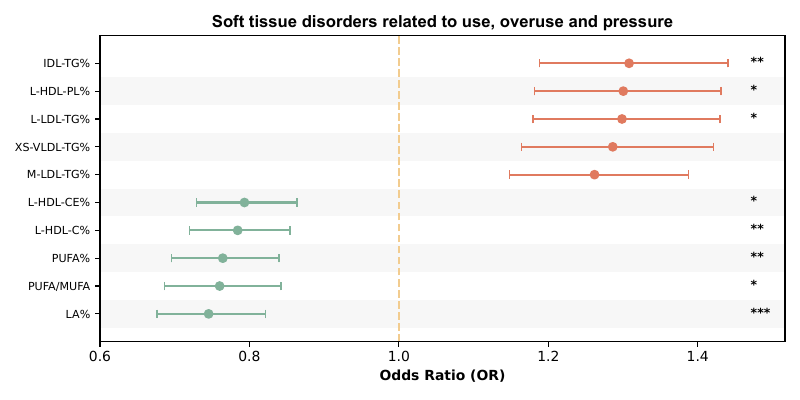 Soft tissue disorders related to use, overuse and pressure
IDL-TG% **
L-HDL-PL% *
L-LDL-TG% *
XS-VLDL-TG%
M-LDL-TG%
L-HDL-CE% *
L-HDL-C% **
PUFA% **
PUFA/MUFA *
LA% ***
0.6 0.8 1.0 1.2 1.4
Odds Ratio (OR)